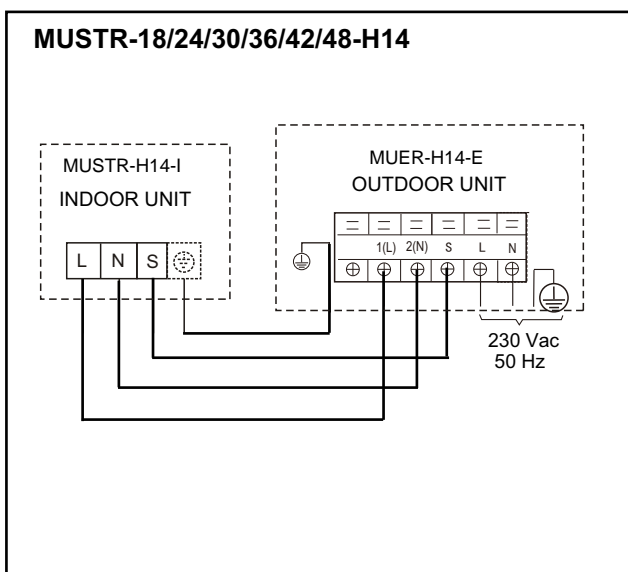 MUSTR-18/24/30/36/42/48-H14
MUSTR-H14-I
INDOOR UNIT
L N S
MUER-H14-E
OUTDOOR UNIT
1(L) 2(N) S L N
230 Vac
50 Hz